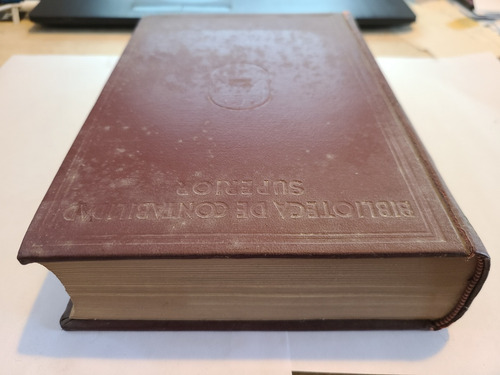 BIBLIOTECA DE CONTABILIDAD
SUPERIOR